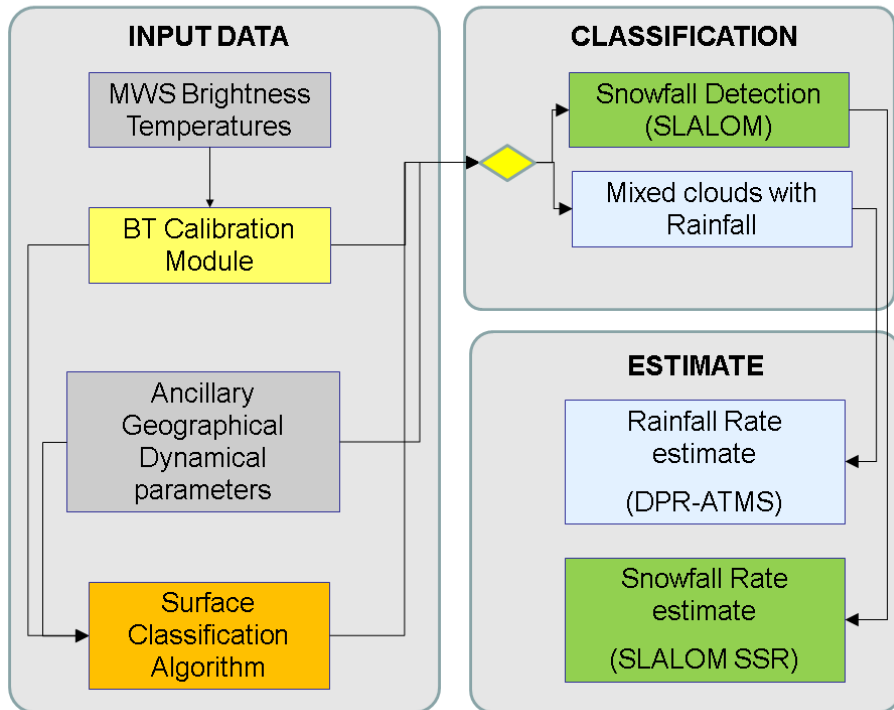 INPUT DATA
MWS Brightness
Temperatures
BT Calibration
Module
Ancillary
Geographical
Dynamical
parameters
Surface
Classification
Algorithm
CLASSIFICATION
Snowfall Detection
(SLALOM)
Mixed clouds with
Rainfall
ESTIMATE
Rainfall Rate
estimate
(DPR-ATMS)
Snowfall Rate
estimate
(SLALOM SSR)